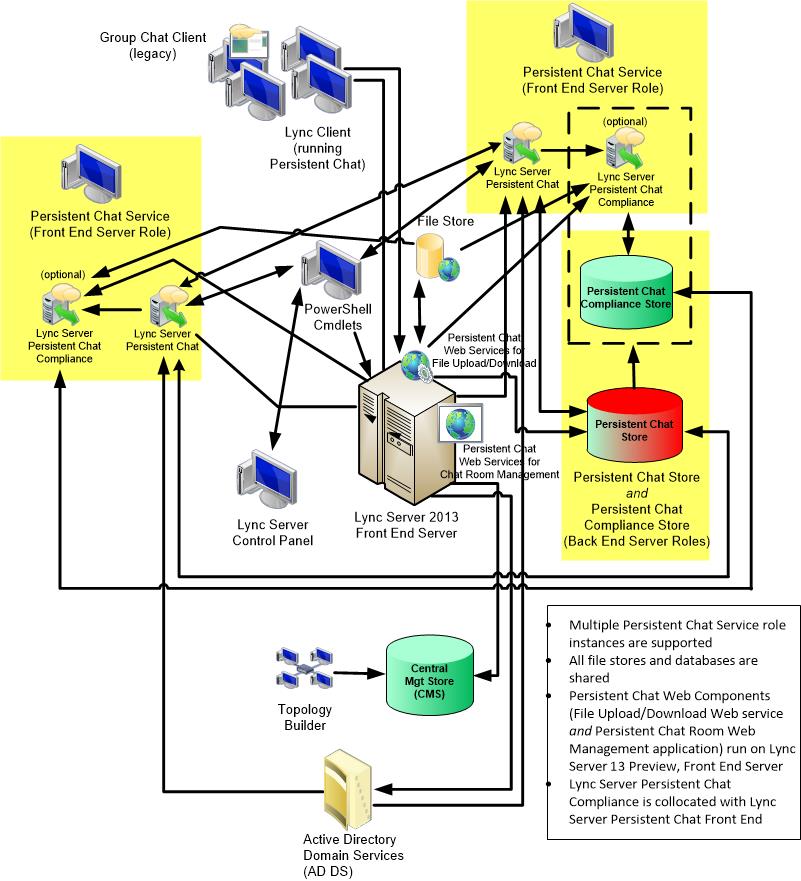 Group Chat Client
(legacy)
Lync Client
(running
Persistent Chat)
Persistent Chat Service
(Front End Server Role)
Lync Server
Persistent Chat
(optional)
Lync Server
Persistent Chat
Compliance
Persistent Chat Service
(Front End Server Role)
(optional)
Lync Server
Persistent Chat
Compliance
Lync Server
Persistent Chat
File Store
PowerShell
Cmdlets
Persistent Chat
Compliance Store
Persistent Chat
Web Services for
File Upload/Download
Persistent Chat
Store
Persistent Chat
Web Services for
Chat Room Management
Persistent Chat Store
and
Persistent Chat
Compliance Store
(Back End Server Roles)
Lync Server
Control Panel
Lync Server 2013
Front End Server
Topology
Builder
Central
Mgt Store
(CMS)
Active Directory
Domain Services
(AD DS)
• Multiple Persistent Chat Service role
instances are supported
• All file stores and databases are
shared
• Persistent Chat Web Components
(File Upload/Download Web service
and Persistent Chat Room Web
Management application) run on Lync
Server 13 Preview, Front End Server
• Lync Server Persistent Chat
Compliance is collocated with Lync
Server Persistent Chat Front End